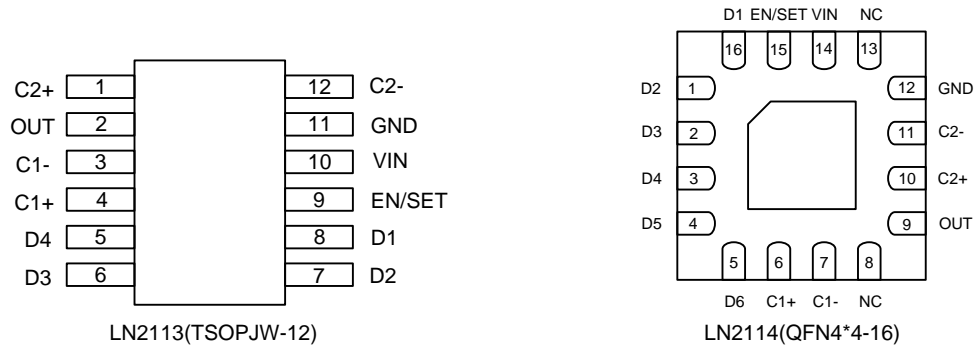 C2+ 1 12 C2-
OUT 2 11 GND
C1- 3 10 VIN
C1+ 4 9 EN/SET
D4 5 8 D1
D3 6 7 D2
LN2113(TSOPJW-12)
D1 EN/SET VIN NC
16 15 14 13
D2 1 12 GND
D3 2 11 C2-
D4 3 10 C2+
D5 4 9 OUT
5 6 7 8
D6 C1+ C1- NC
LN2114(QFN4*4-16)